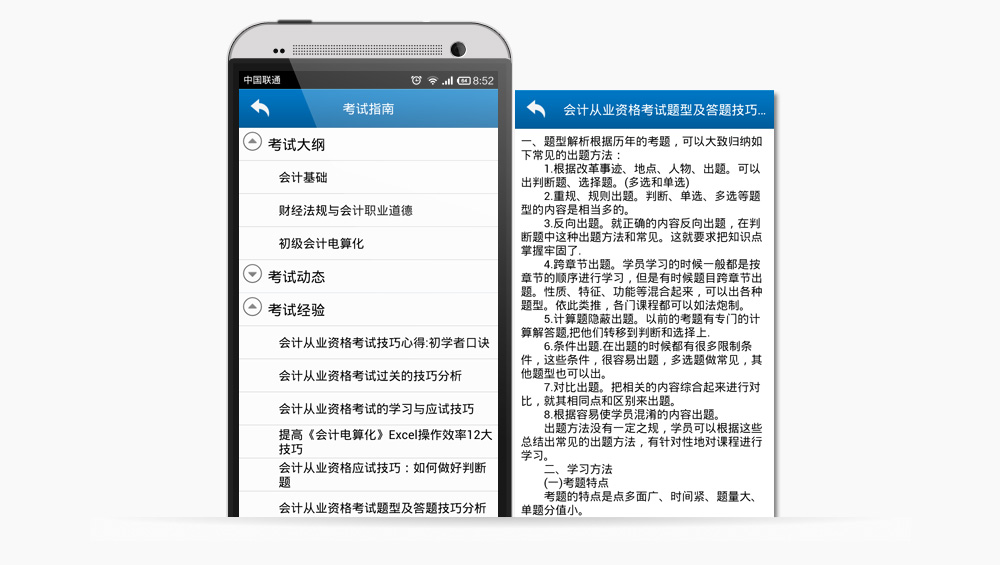 中国联通
8:52
考试指南
考试大纲
会计基础
财经法规与会计职业道德
初级会计电算化
考试动态
考试经验
会计从业资格考试技巧心得:初学者口诀
会计从业资格考试过关的技巧分析
会计从业资格考试的学习与应试技巧
提高《会计电算化》Excel操作效率12大
技巧
会计从业资格应试技巧：如何做好判断
题
会计从业资格考试题型及答题技巧分析
会计从业资格考试题型及答题技巧...
一、题型解析根据历年的考题，可以大致归纳如
下常见的出题方法：
1.根据改革事迹、地点、人物、出题。可以
出判断题、选择题。(多选和单选)
2.重规、规则出题。判断、单选、多选等题
型的内容是相当多的。
3.反向出题。就正确的内容反向出题，在判
断题中这种出题方法和常见。这就要求把知识点
掌握牢固了.
4.跨章节出题。学员学习的时候一般都是按
章节的顺序进行学习，但是有时候题目跨章节出
题。性质、特征、功能等混合起来，可以出各种
题型。依此类推，各门课程都可以如法炮制。
5.计算题隐蔽出题。以前的考题有专门的计
算解答题,把他们转移到判断和选择上.
6.条件出题.在出题的时候都有很多限制条
件，这些条件，很容易出题，多选题做常见，其
他题型也可以出。
7.对比出题。把相关的内容综合起来进行对
比，就其相同点和区别来出题。
8.根据容易使学员混淆的内容出题。
出题方法没有一定之规，学员可以根据这些
总结出常见的出题方法，有针对性地对课程进行
学习。
二、学习方法
(一)考题特点
考题的特点是点多面广、时间紧、题量大、
单题分值小。